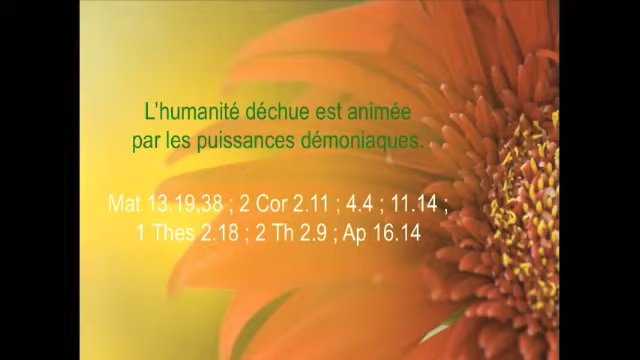 L'humanité déchue est animée
par les puissances démoniaques.
Mat 13.19,38 ; 2 Cor 2.11 ; 4.4 ; 11.14 ;
1 Thes 2.18 ; 2 Th 2.9 ; Ap 16.14